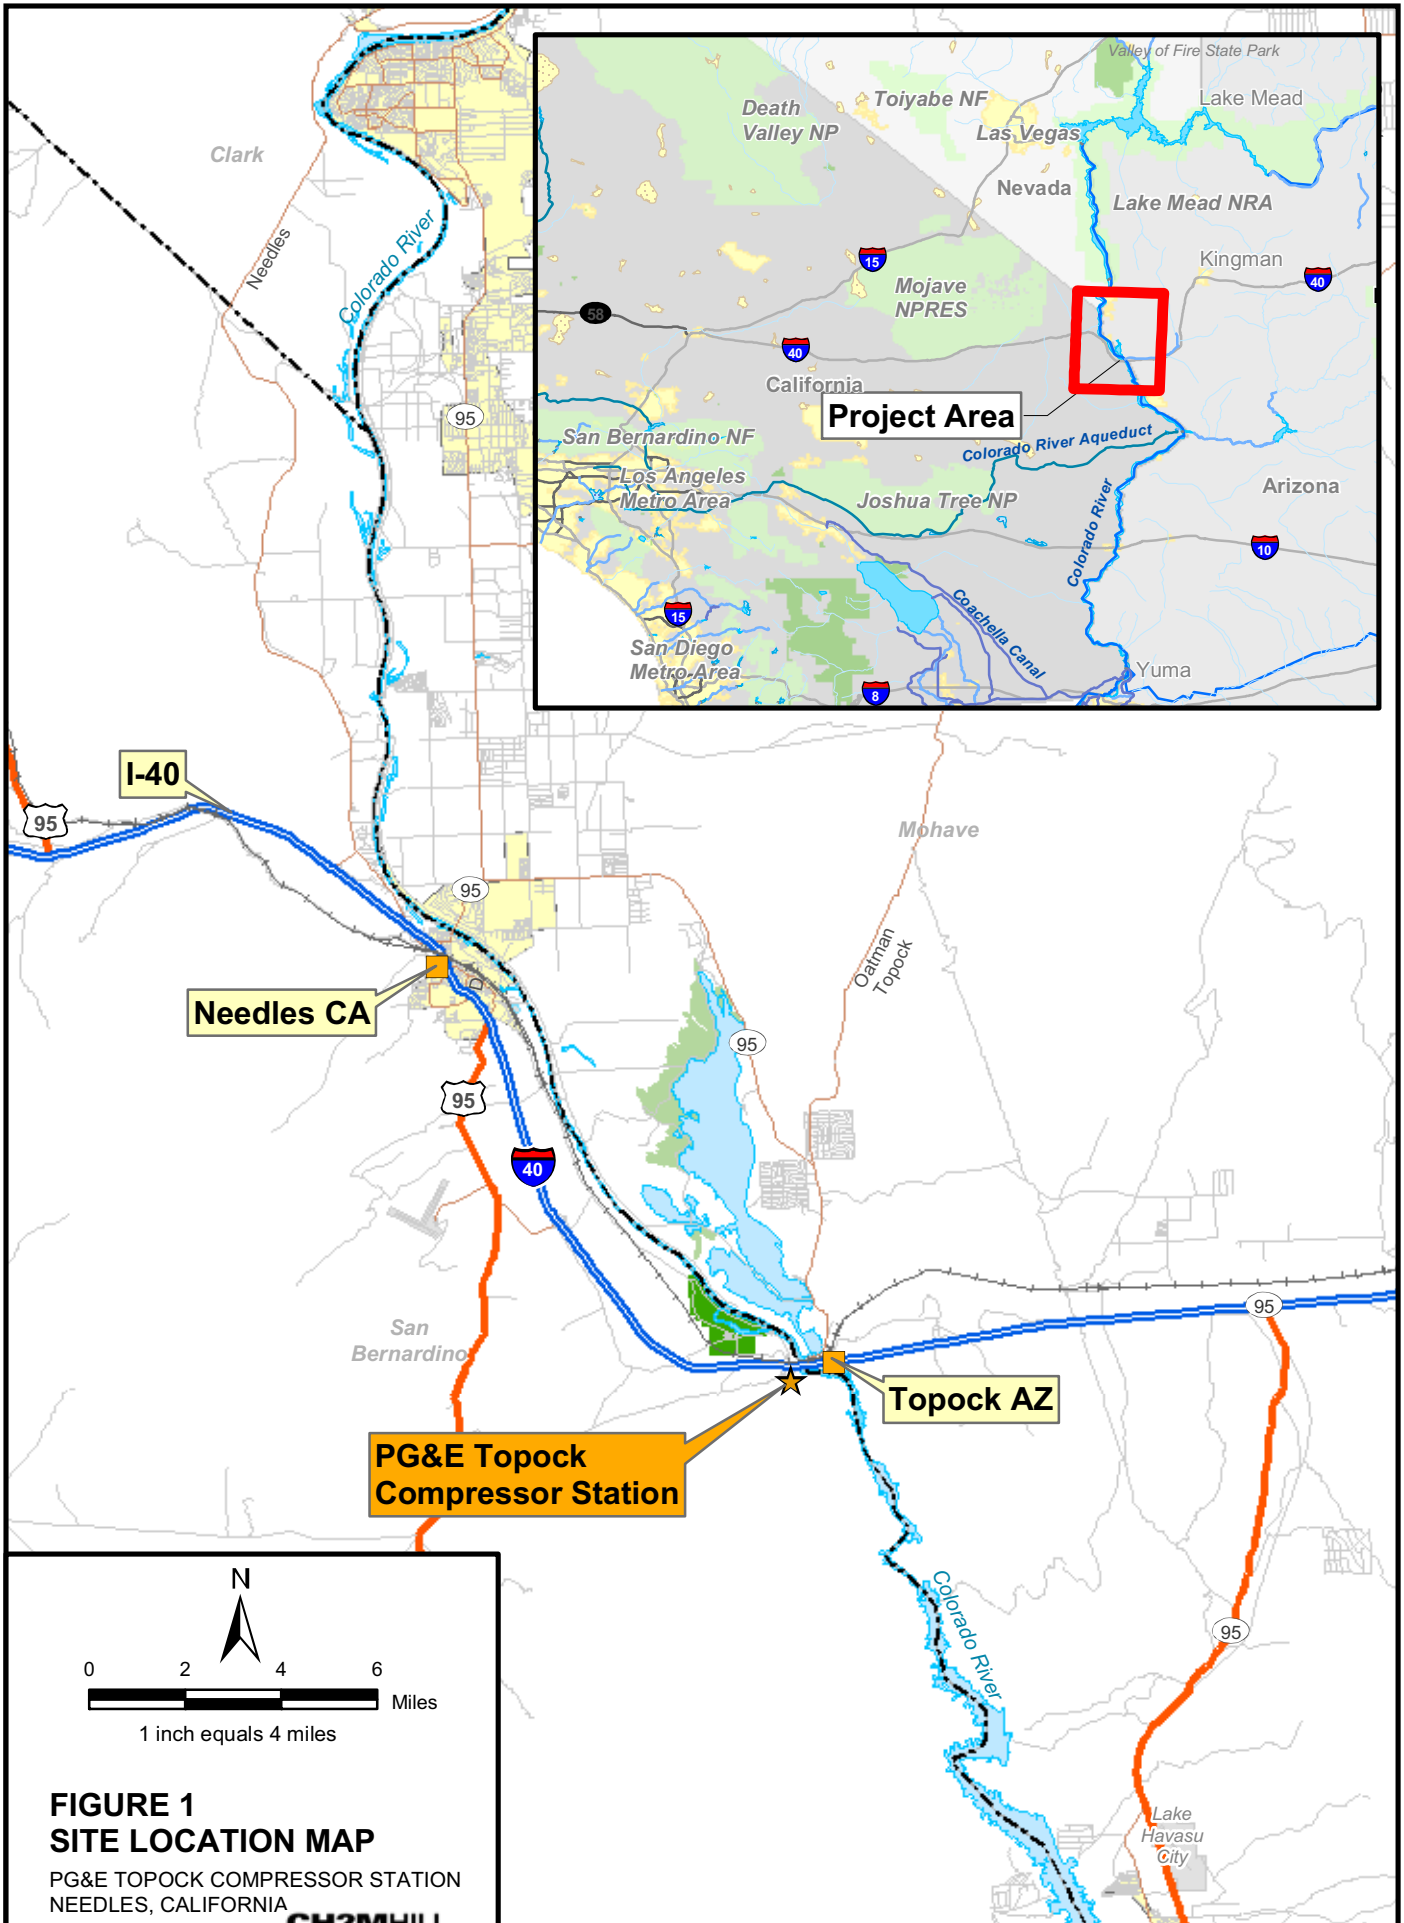 Clark
Needles
Colorado River
95
Valley of Fire State Park
Lake Mead
Death
Valley NP
Toiyabe NF
Las Vegas
Nevada
Lake Mead NRA
Kingman
15
40
Mojave
NPRES
58
40
California
Project Area
San Bernardino NF
Colorado River Aqueduct
Los Angeles
Metro Area
Joshua Tree NP
Arizona
Colorado River
10
15
Coachella Canal
San Diego
Metro Area
8
Yuma
I-40
95
Mohave
95
Oatman
Topock
Needles CA
D
95
95
40
San
Bernardino
95
Topock AZ
PG&E Topock
Compressor Station
Colorado River
95
Lake
Havasu
City
N
0 2 4 6
Miles
1 inch equals 4 miles
FIGURE 1
SITE LOCATION MAP
PG&E TOPOCK COMPRESSOR STATION
NEEDLES, CALIFORNIA
CH2MHILL